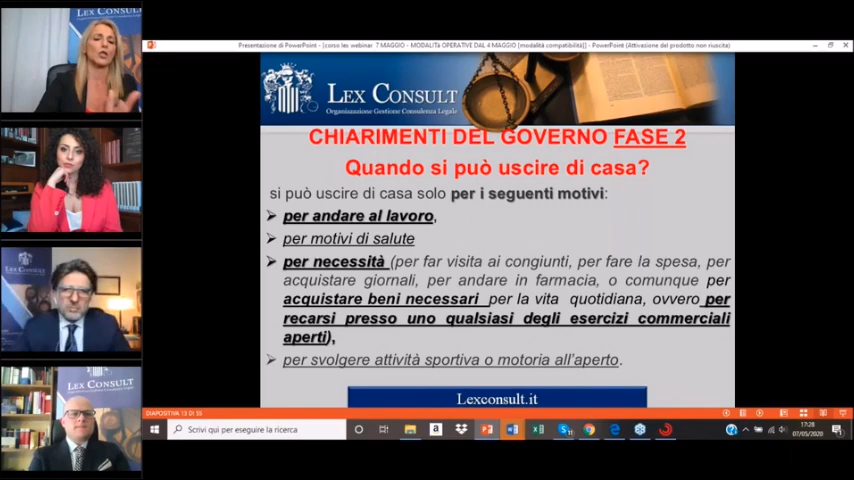 LEX CONSULT
LEX CONSULT
LEX CONSULT
Presentazione di PowerPoint - [corso lex webinar 7 MAGGIO - MODALITà OPERATIVE DAL 4 MAGGIO [modalità compatibilità]] - PowerPoint (Attivazione del prodotto non riuscita)
LEX CONSULT
Organizzazione Gestione Consulenza Legale
CHIARIMENTI DEL GOVERNO FASE 2
Quando si può uscire di casa?
si può uscire di casa solo per i seguenti motivi:
➢ per andare al lavoro,
➢ per motivi di salute
➢ per necessità (per far visita ai congiunti, per fare la spesa, per
acquistare giornali, per andare in farmacia, o comunque per
acquistare beni necessari per la vita quotidiana, ovvero per
recarsi presso uno qualsiasi degli esercizi commerciali
aperti),
➢ per svolgere attività sportiva o motoria all'aperto.
Lexconsult.it
DIAPOSITIVA 13 DI 55
Scrivi qui per eseguire la ricerca
17:28
07/05/2020